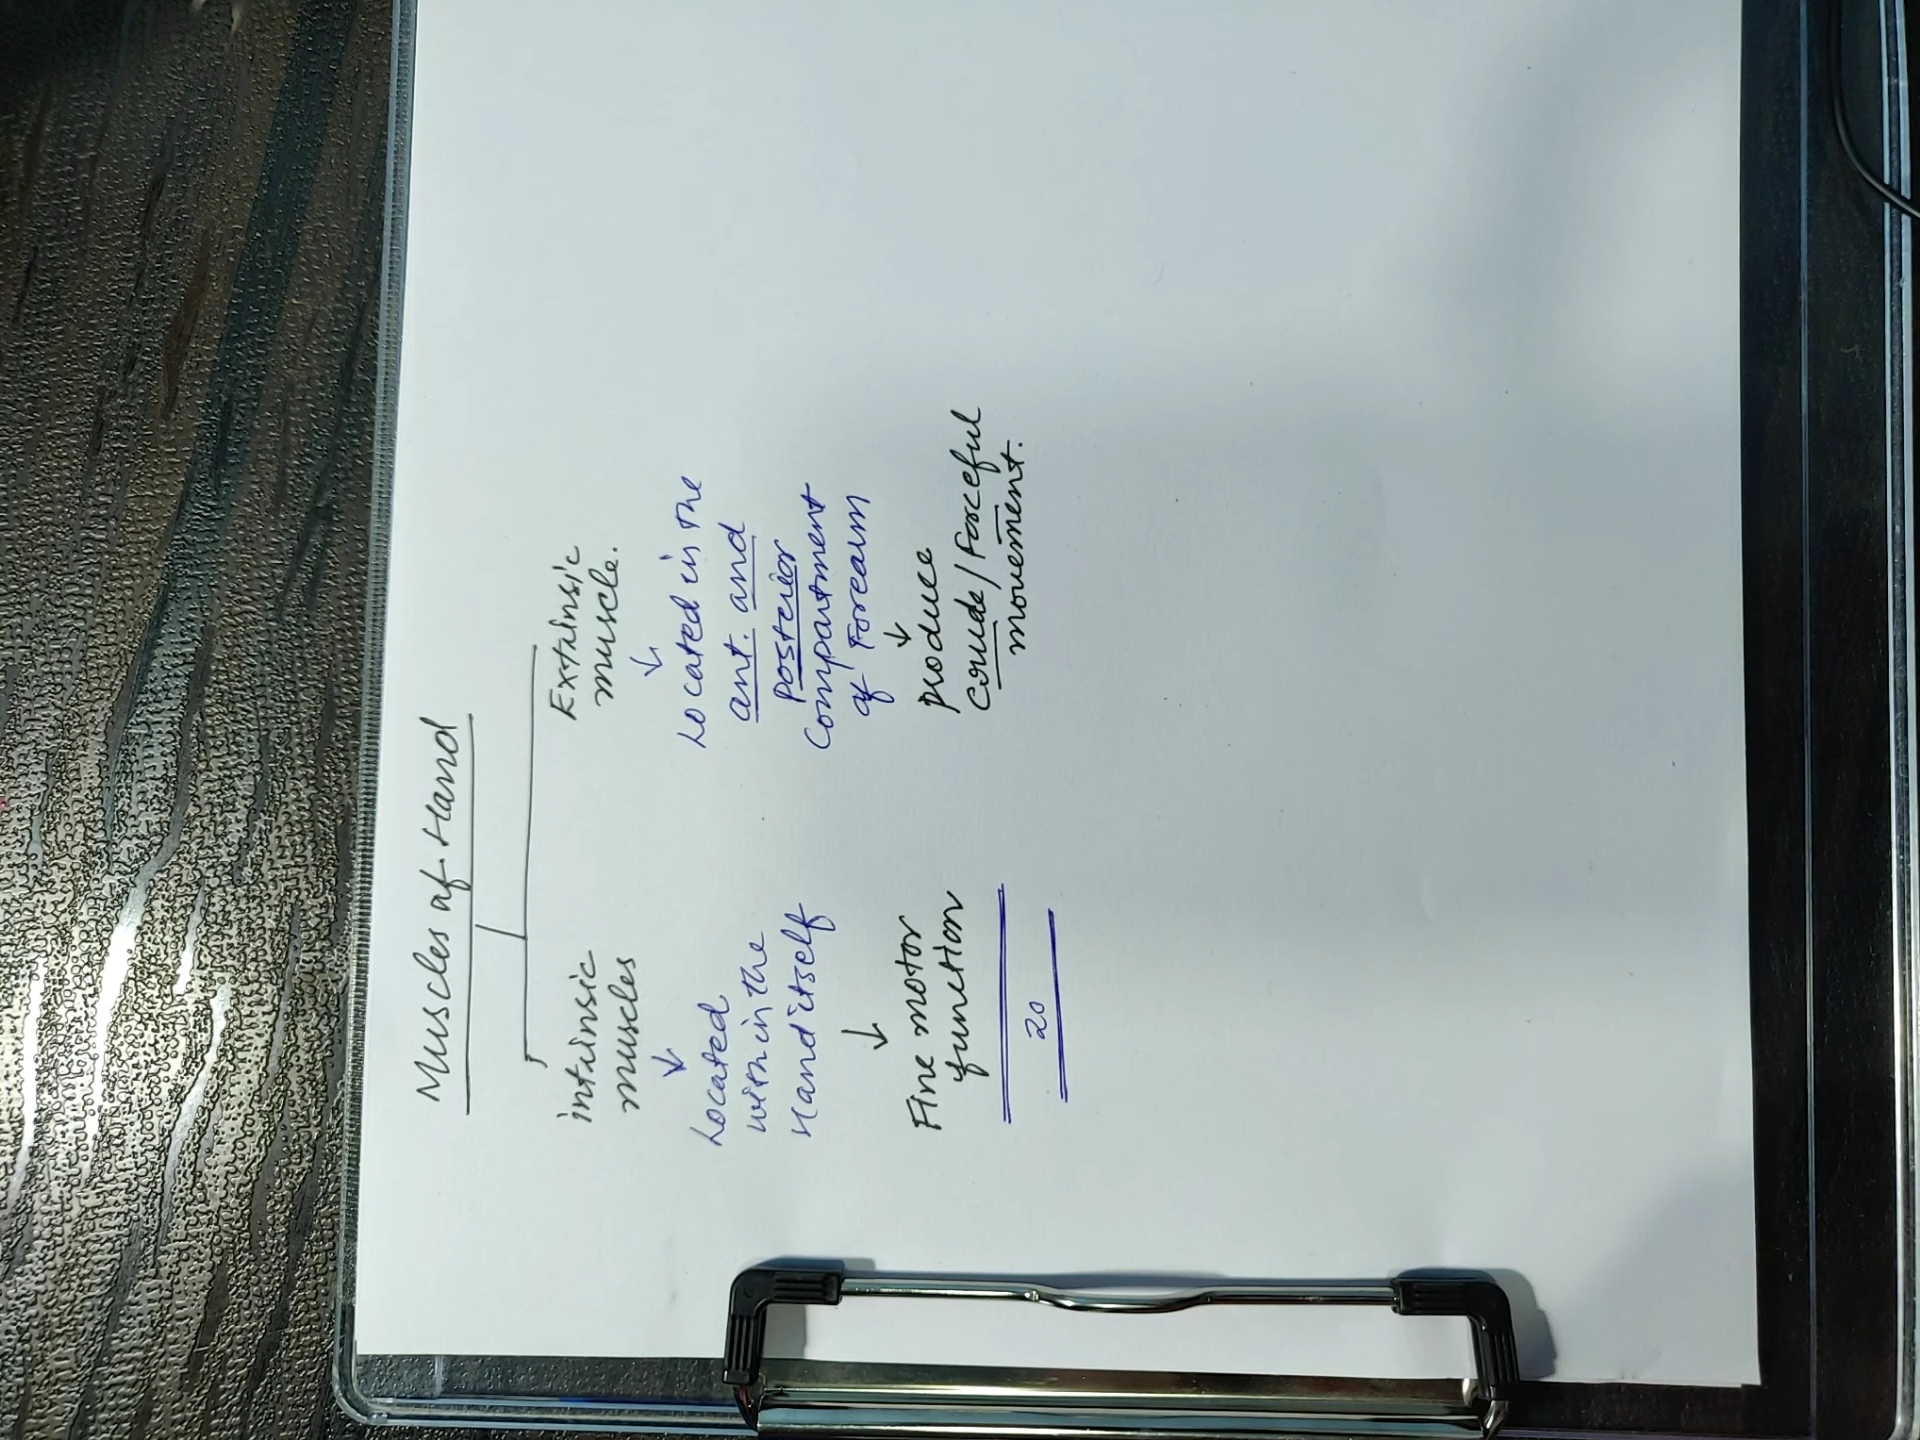 Muscles of Hand
intrinsic
muscles
Located
within the
Hand itself
Fine motor
function
20
Extrinsic
muscle.
Located in the
ant. and
posterior
Compartment
of Forearm
produce
Crude/Forceful
movement.